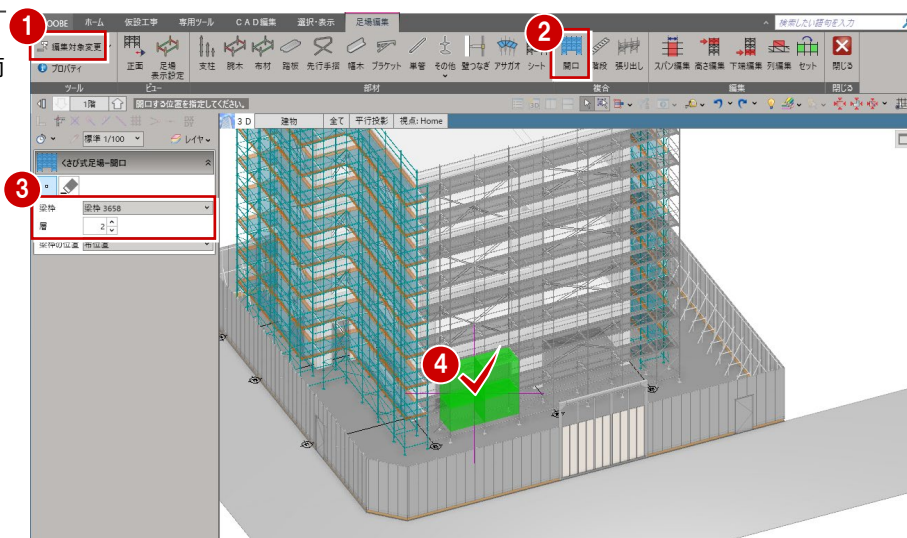 OOBE ホーム 仮設工事 専用ツール CAD編集 選択・表示 足場編集 検索したい語句を入力
1 編集対象変更 2
プロパティ 正面 足場表示設定 支柱 腕木 布材 踏板 先行手摺 幅木 ブラケット 単管 その他 壁つなぎ アサガオ シート 開口 階段 張り出し スパン編集 高さ編集 下端編集 列編集 セット 閉じる
ツール ビュー 部材 複合 編集 閉じる
1階 開口する位置を指定してください。
3D 建物 全て 平行投影 視点: Home
標準 1/100 レイヤ
くさび式足場-開口
3
梁枠 梁枠 3658
層 2
梁枠の位置 布位置
4